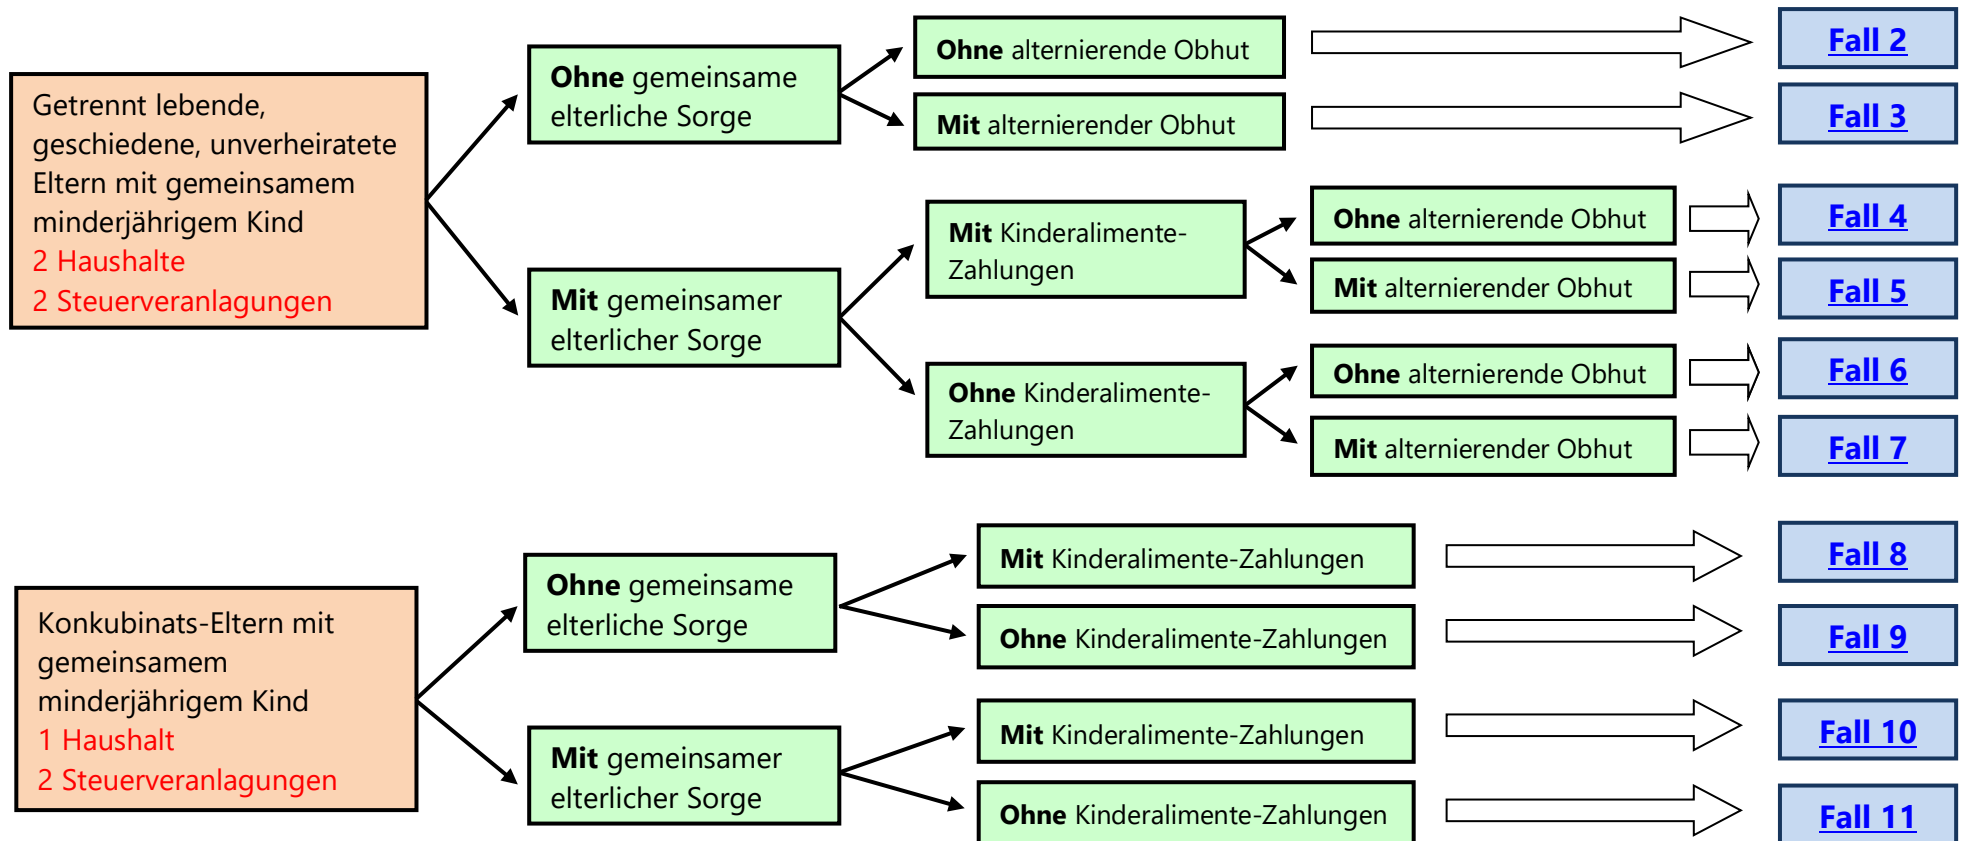 Getrennt lebende,
geschiedene, unverheiratete
Eltern mit gemeinsamem
minderjährigem Kind
2 Haushalte
2 Steuerveranlagungen
Ohne gemeinsame
elterliche Sorge
Ohne alternierende Obhut
Fall 2
Mit alternierender Obhut
Fall 3
Mit gemeinsamer
elterlicher Sorge
Mit Kinderalimente-
Zahlungen
Ohne alternierende Obhut
Fall 4
Mit alternierender Obhut
Fall 5
Ohne Kinderalimente-
Zahlungen
Ohne alternierende Obhut
Fall 6
Mit alternierender Obhut
Fall 7
Konkubinats-Eltern mit
gemeinsamem
minderjährigem Kind
1 Haushalt
2 Steuerveranlagungen
Ohne gemeinsame
elterliche Sorge
Mit Kinderalimente-Zahlungen
Fall 8
Ohne Kinderalimente-Zahlungen
Fall 9
Mit gemeinsamer
elterlicher Sorge
Mit Kinderalimente-Zahlungen
Fall 10
Ohne Kinderalimente-Zahlungen
Fall 11